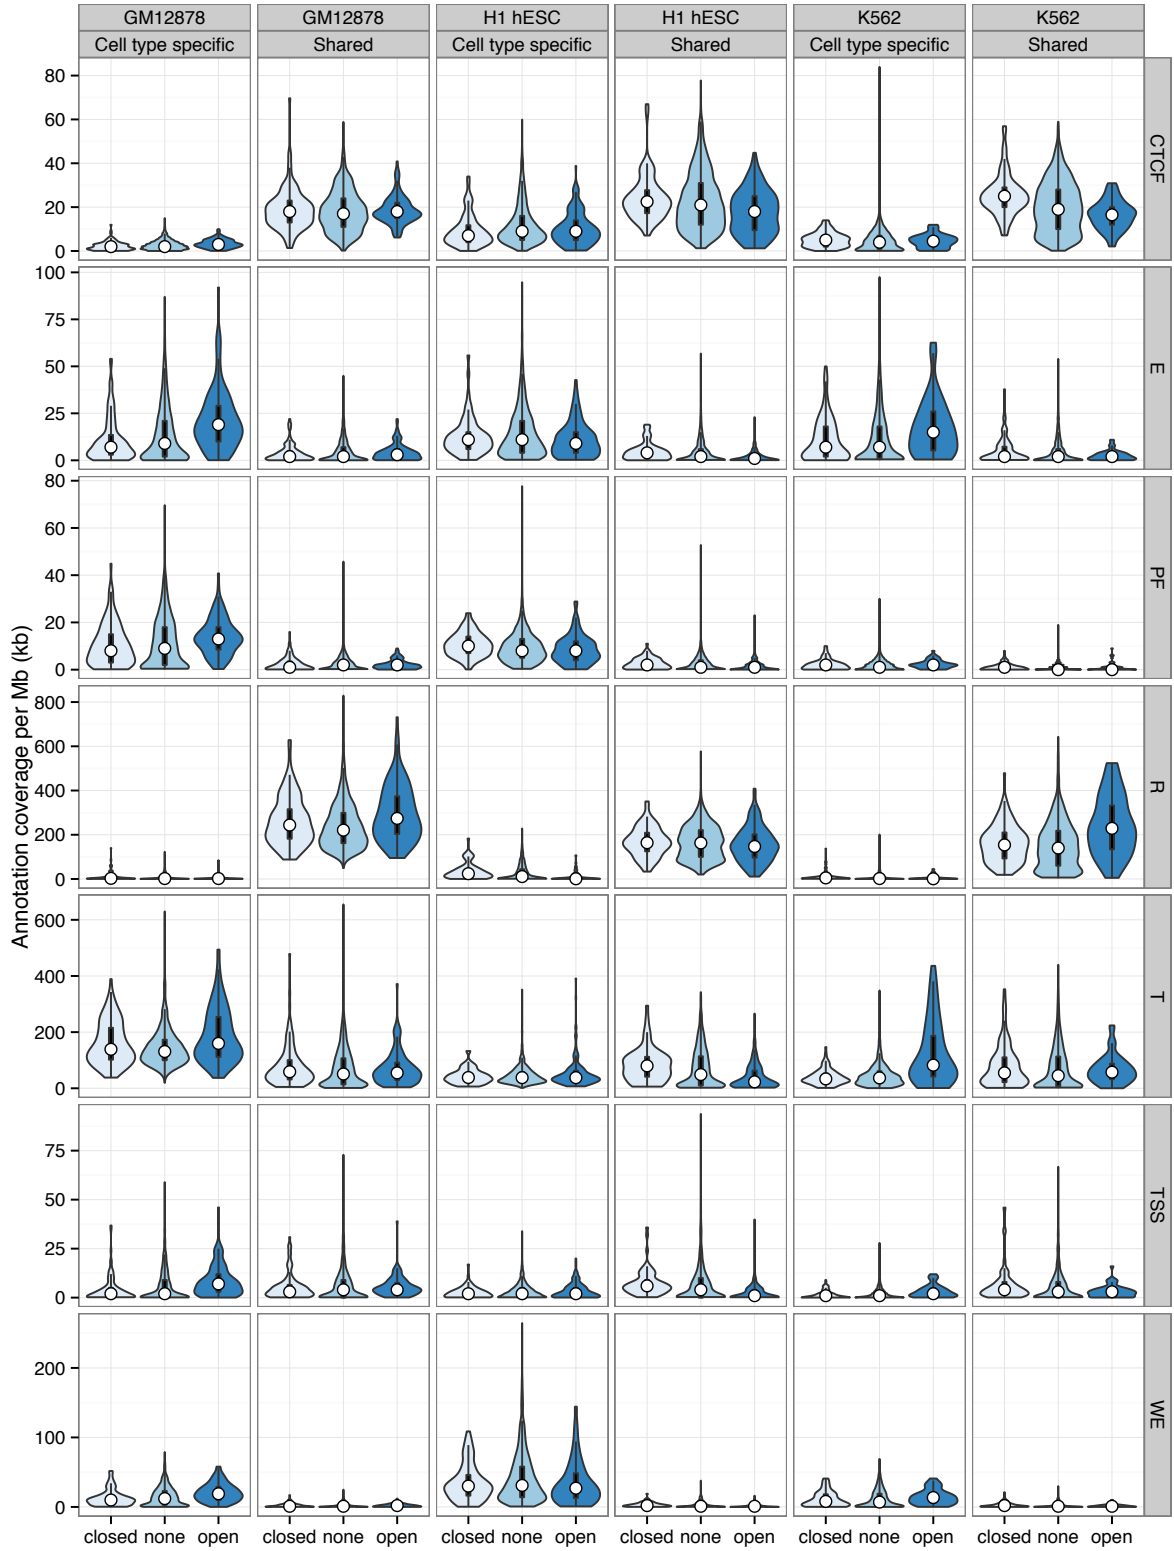 GM12878 GM12878 H1 hESC H1 hESC K562 K562
Cell type specific Shared Cell type specific Shared Cell type specific Shared
80
60
40
20
0
CTCF
100
75
50
25
0
E
80
60
40
20
0
PF
Annotation coverage per Mb (kb)
800
600
400
200
0
R
600
400
200
0
T
75
50
25
0
TSS
200
100
0
WE
closed none open closed none open closed none open closed none open closed none open closed none open